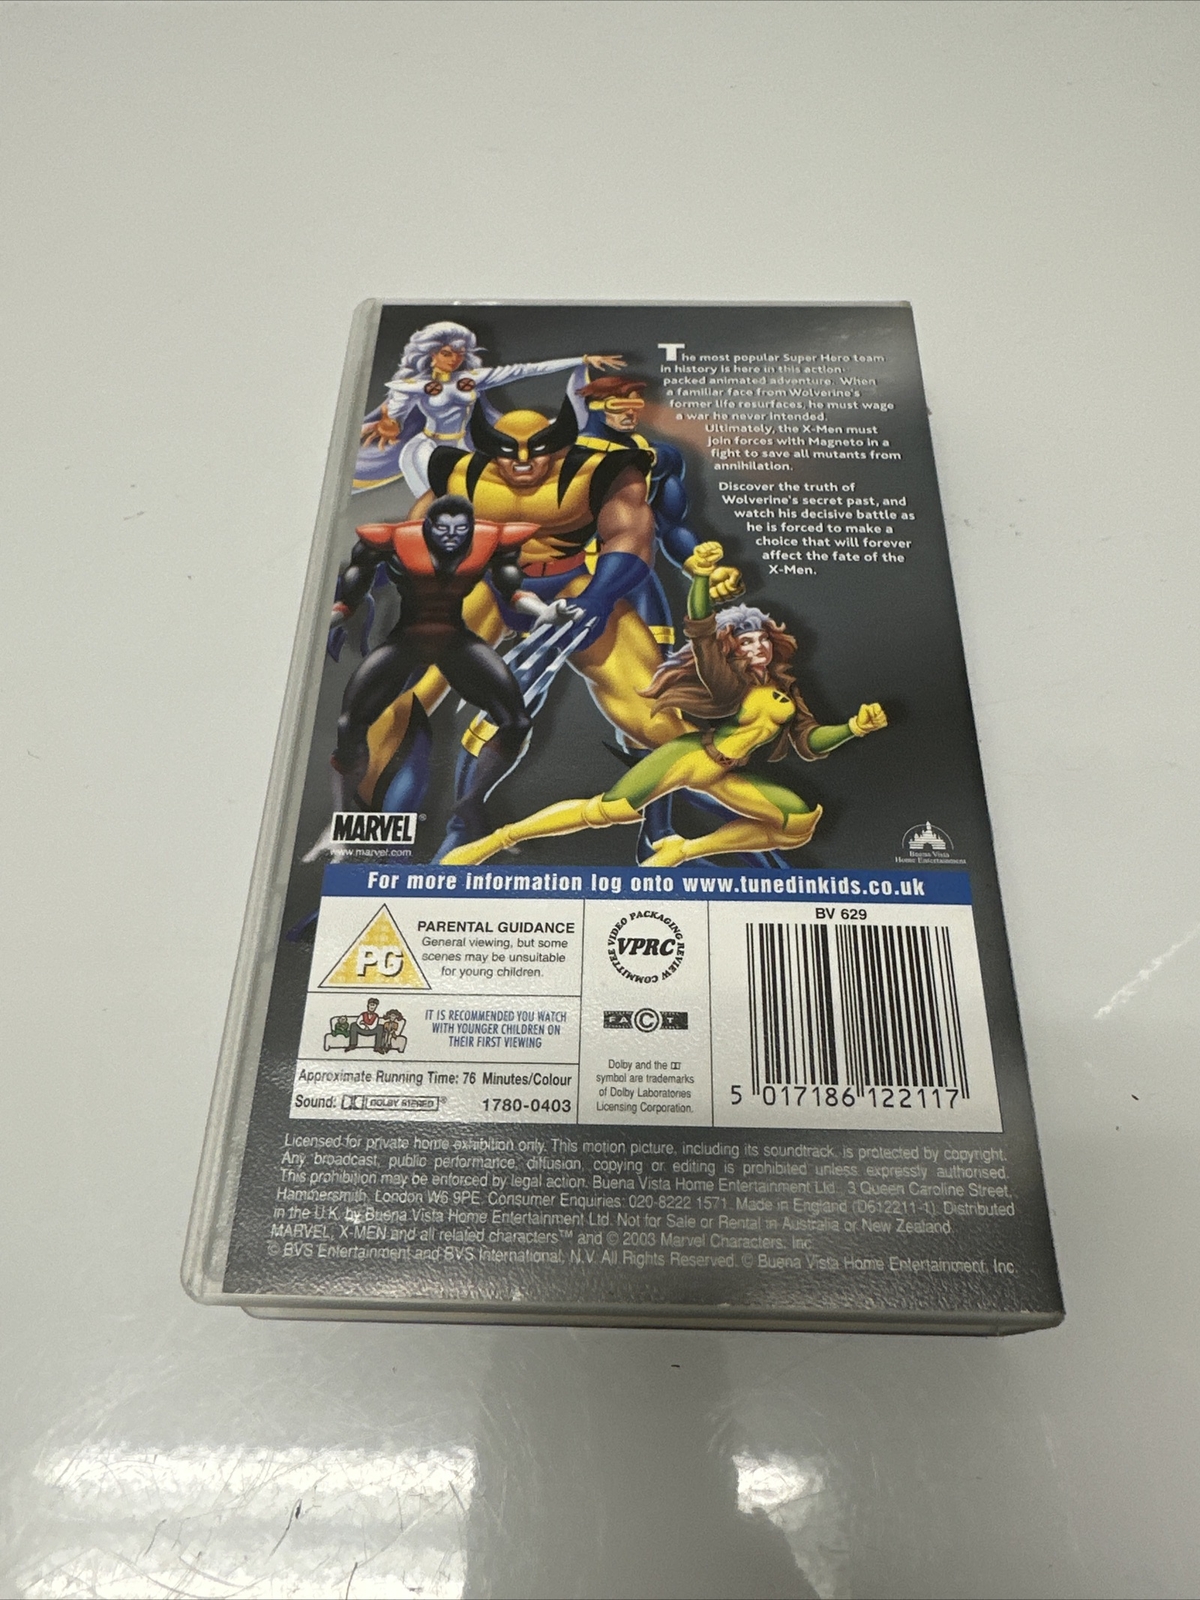 The most popular Super Hero team
in history is here in this action-
packed animated adventure. When
a familiar face from Wolverine's
former life resurfaces, he must wage
a war he never intended.
Ultimately, the X-Men must
join forces with Magneto in a
fight to save all mutants from
annihilation.
Discover the truth of
Wolverine's secret past, and
watch his decisive battle as
he is forced to make a
choice that will forever
affect the fate of the
X-Men.
MARVEL®
www.marvel.com
Buena Vista
Home Entertainment
For more information log onto www.tunedinkids.co.uk
PG
PARENTAL GUIDANCE
General viewing, but some
scenes may be unsuitable
for young children.
IT IS RECOMMENDED YOU WATCH
WITH YOUNGER CHILDREN ON
THEIR FIRST VIEWING
Approximate Running Time: 76 Minutes/Colour
Sound: DOLBY STEREO®
1780-0403
VIDEO PACKAGING REVIEW COMMITTEE
VPRC
FACT
Dolby and the
symbol are trademarks
of Dolby Laboratories
Licensing Corporation.
BV 629
5 017186 122117
Licensed for private home exhibition only. This motion picture, including its soundtrack, is protected by copyright.
Any broadcast, public performance, diffusion, copying or editing is prohibited unless expressly authorised.
This prohibition may be enforced by legal action. Buena Vista Home Entertainment Ltd., 3 Queen Caroline Street,
Hammersmith, London W6 9PE. Consumer Enquiries: 020-8222 1571. Made in England (D612211-1). Distributed
in the U.K. by Buena Vista Home Entertainment Ltd. Not for Sale or Rental in Australia or New Zealand.
MARVEL, X-MEN and all related characters™ and © 2003 Marvel Characters, Inc.
© BVS Entertainment and BVS International, N.V. All Rights Reserved. © Buena Vista Home Entertainment, Inc.